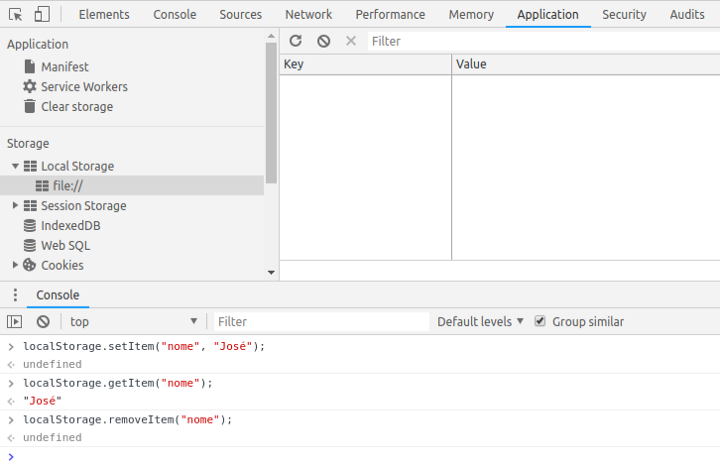 Elements Console Sources Network Performance Memory Application Security Audits
Application
Manifest
Service Workers
Clear storage
Storage
Local Storage
file://
Session Storage
IndexedDB
Web SQL
Cookies
Filter
Key Value
Console
top Filter Default levels Group similar
localStorage.setItem("nome", "José");
undefined
localStorage.getItem("nome");
"José"
localStorage.removeItem("nome");
undefined